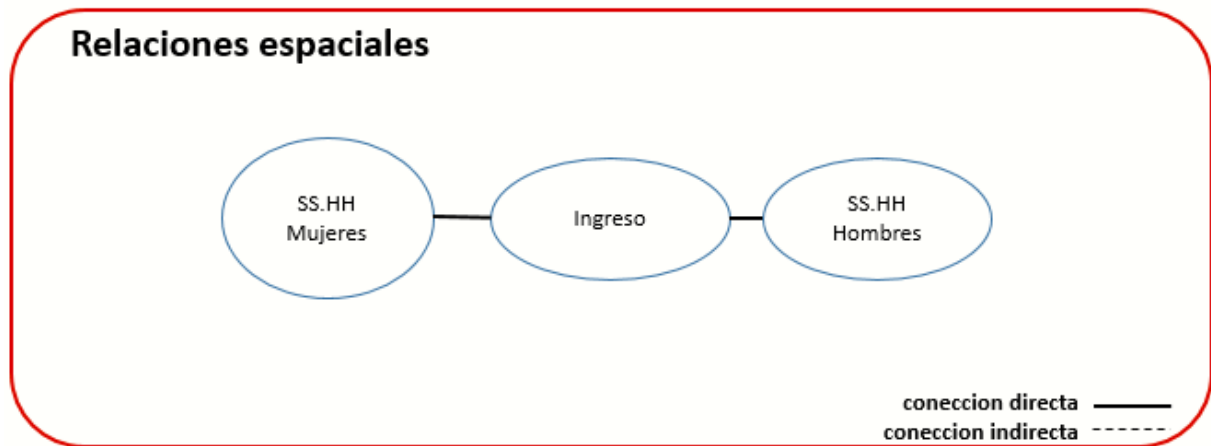 Relaciones espaciales
SS.HH
Mujeres
Ingreso
SS.HH
Hombres
coneccion directa
coneccion indirecta